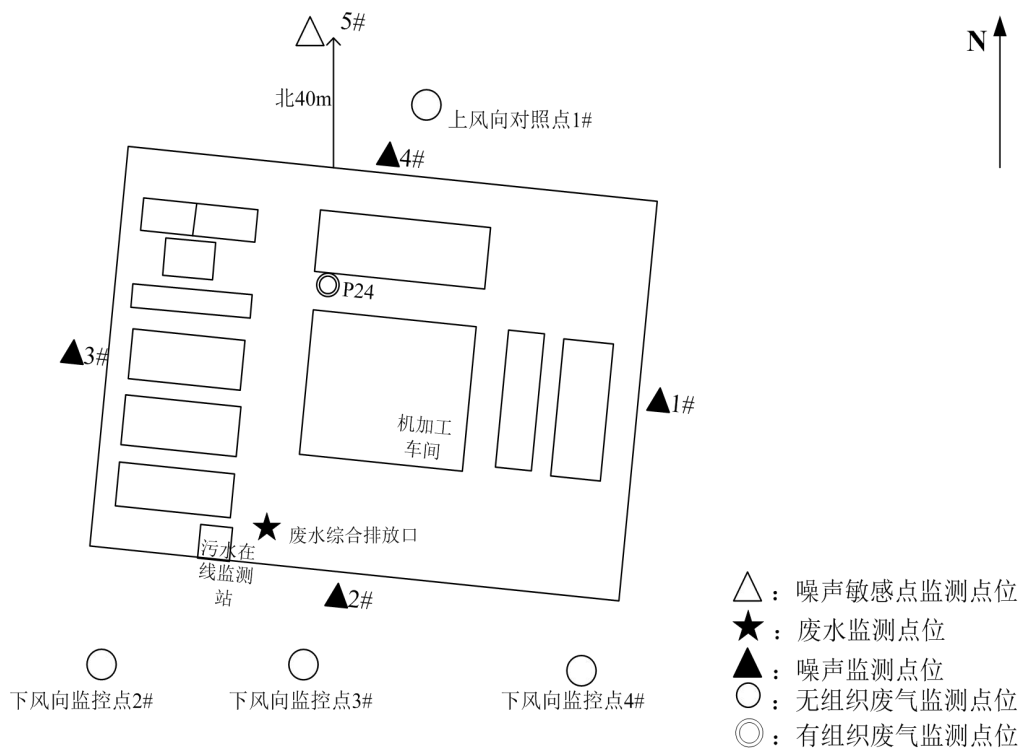 5#
N
北40m
上风向对照点1#
4#
P24
3#
1#
机加工
车间
废水综合排放口
污水在
线监测
站
2#
下风向监控点2#
下风向监控点3#
下风向监控点4#
：噪声敏感点监测点位
：废水监测点位
：噪声监测点位
：无组织废气监测点位
：有组织废气监测点位